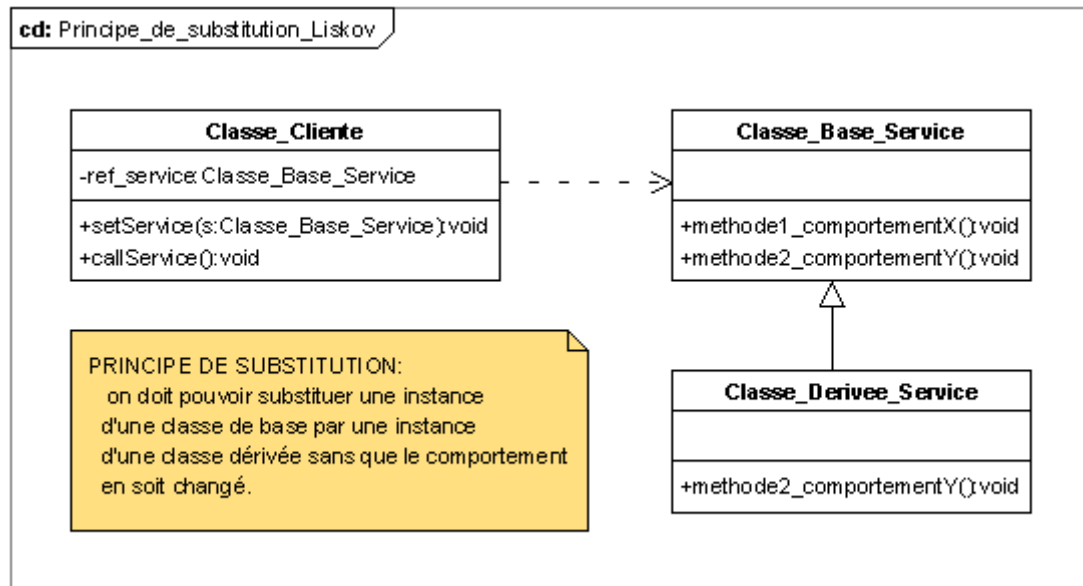 cd: Principe_de_substitution_Liskov
Classe_Cliente
-ref_service:Classe_Base_Service
+setService(s:Classe_Base_Service):void
+callService():void
Classe_Base_Service
+methode1_comportementX():void
+methode2_comportementY():void
PRINCIPE DE SUBSTITUTION:
on doit pouvoir substituer une instance
d'une classe de base par une instance
d'une classe dérivée sans que le comportement
en soit changé.
Classe_Derivee_Service
+methode2_comportementY():void